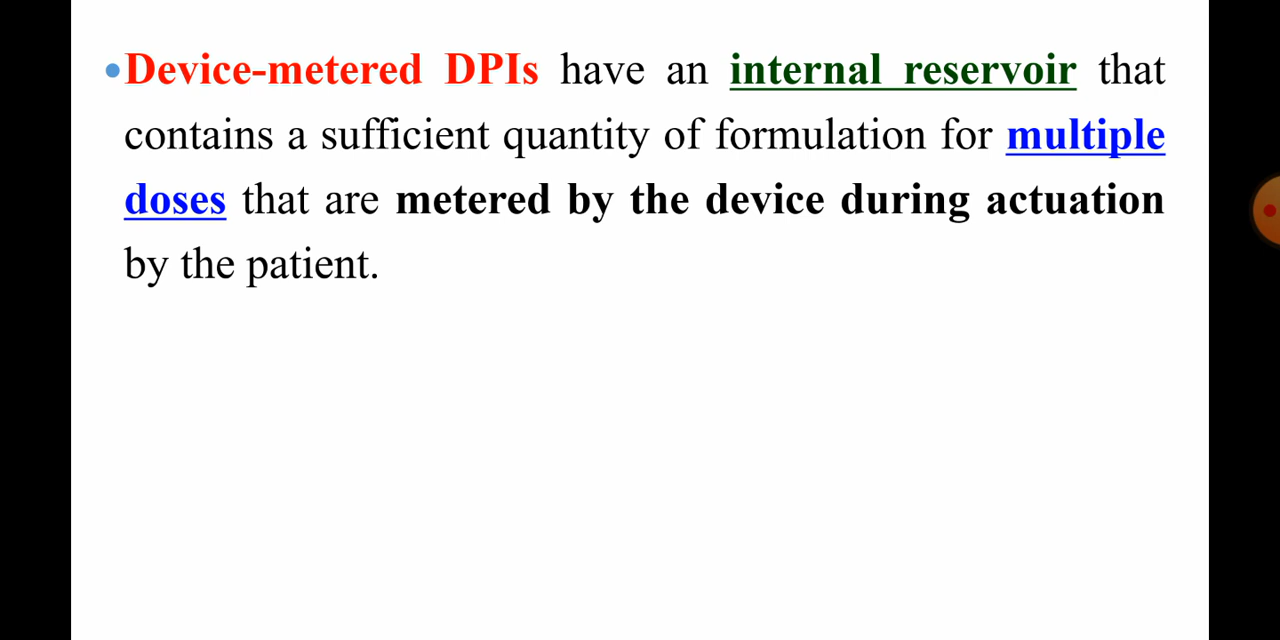 •Device-metered DPIs have an internal reservoir that
contains a sufficient quantity of formulation for multiple
doses that are metered by the device during actuation
by the patient.